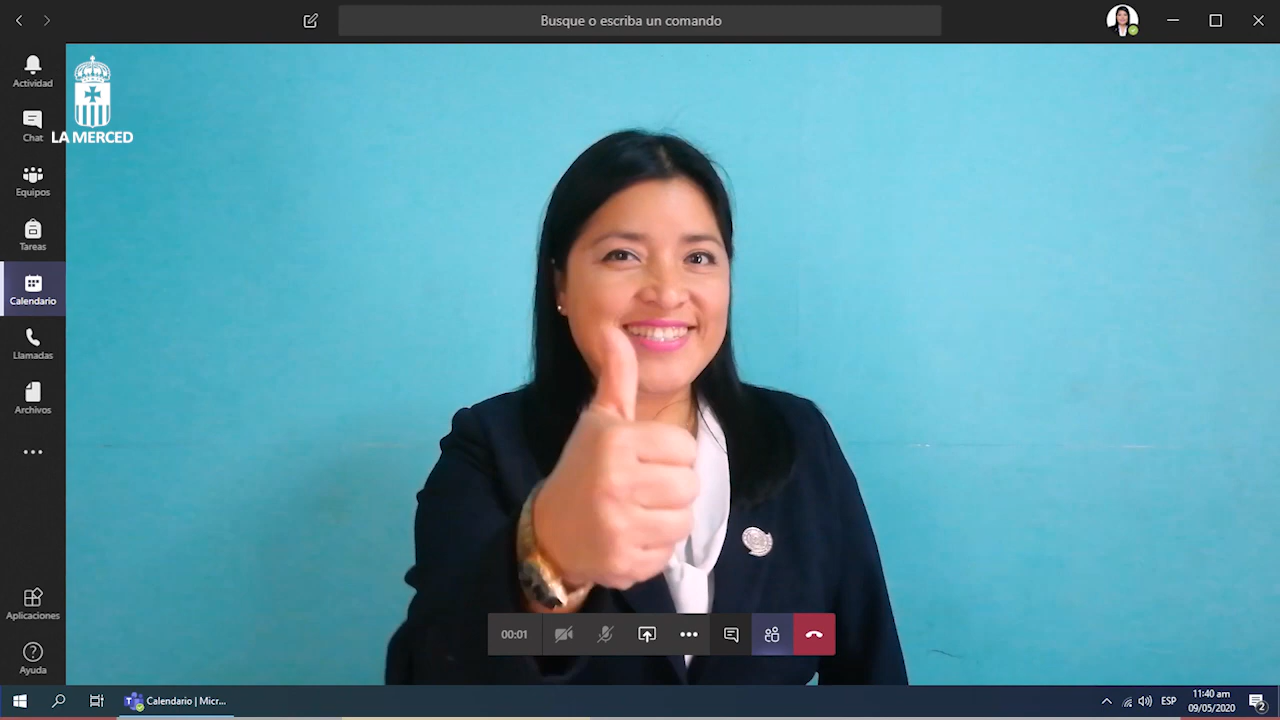 Busque o escriba un comando
Actividad
LA MERCED
Chat
Equipos
Tareas
Calendario
Llamadas
Archivos
Aplicaciones
Ayuda
00:01
Calendario | Micr...
ESP
11:40 am
09/05/2020
2